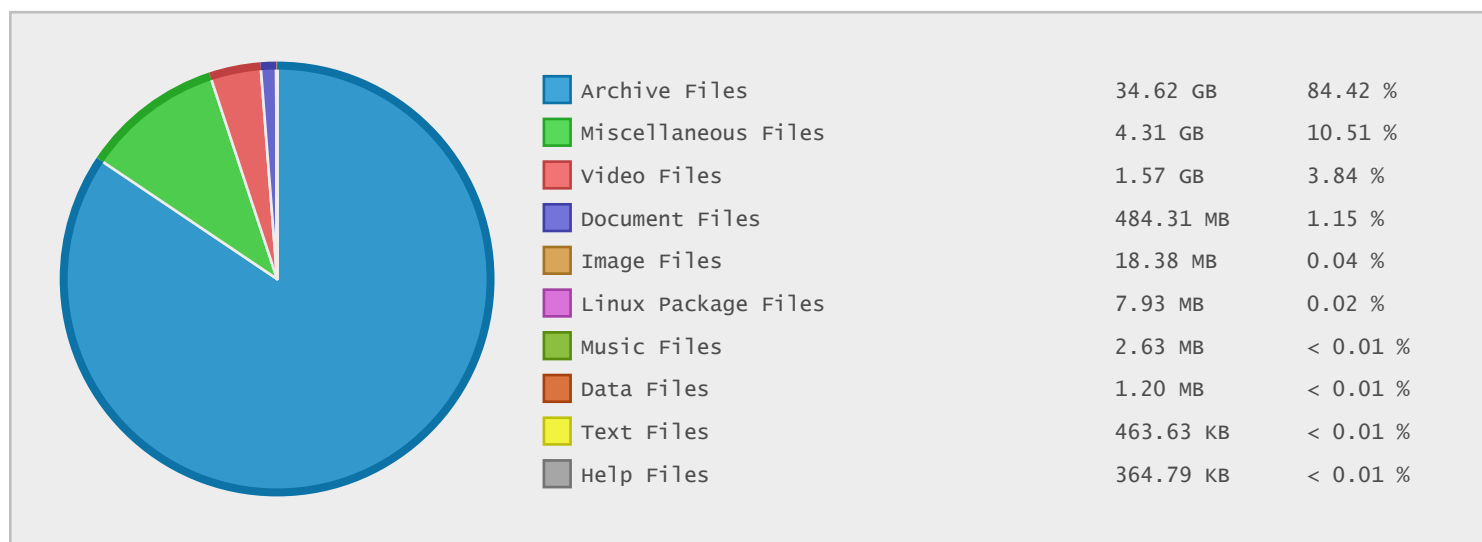 Archive Files 34.62 GB 84.42 %
Miscellaneous Files 4.31 GB 10.51 %
Video Files 1.57 GB 3.84 %
Document Files 484.31 MB 1.15 %
Image Files 18.38 MB 0.04 %
Linux Package Files 7.93 MB 0.02 %
Music Files 2.63 MB < 0.01 %
Data Files 1.20 MB < 0.01 %
Text Files 463.63 KB < 0.01 %
Help Files 364.79 KB < 0.01 %